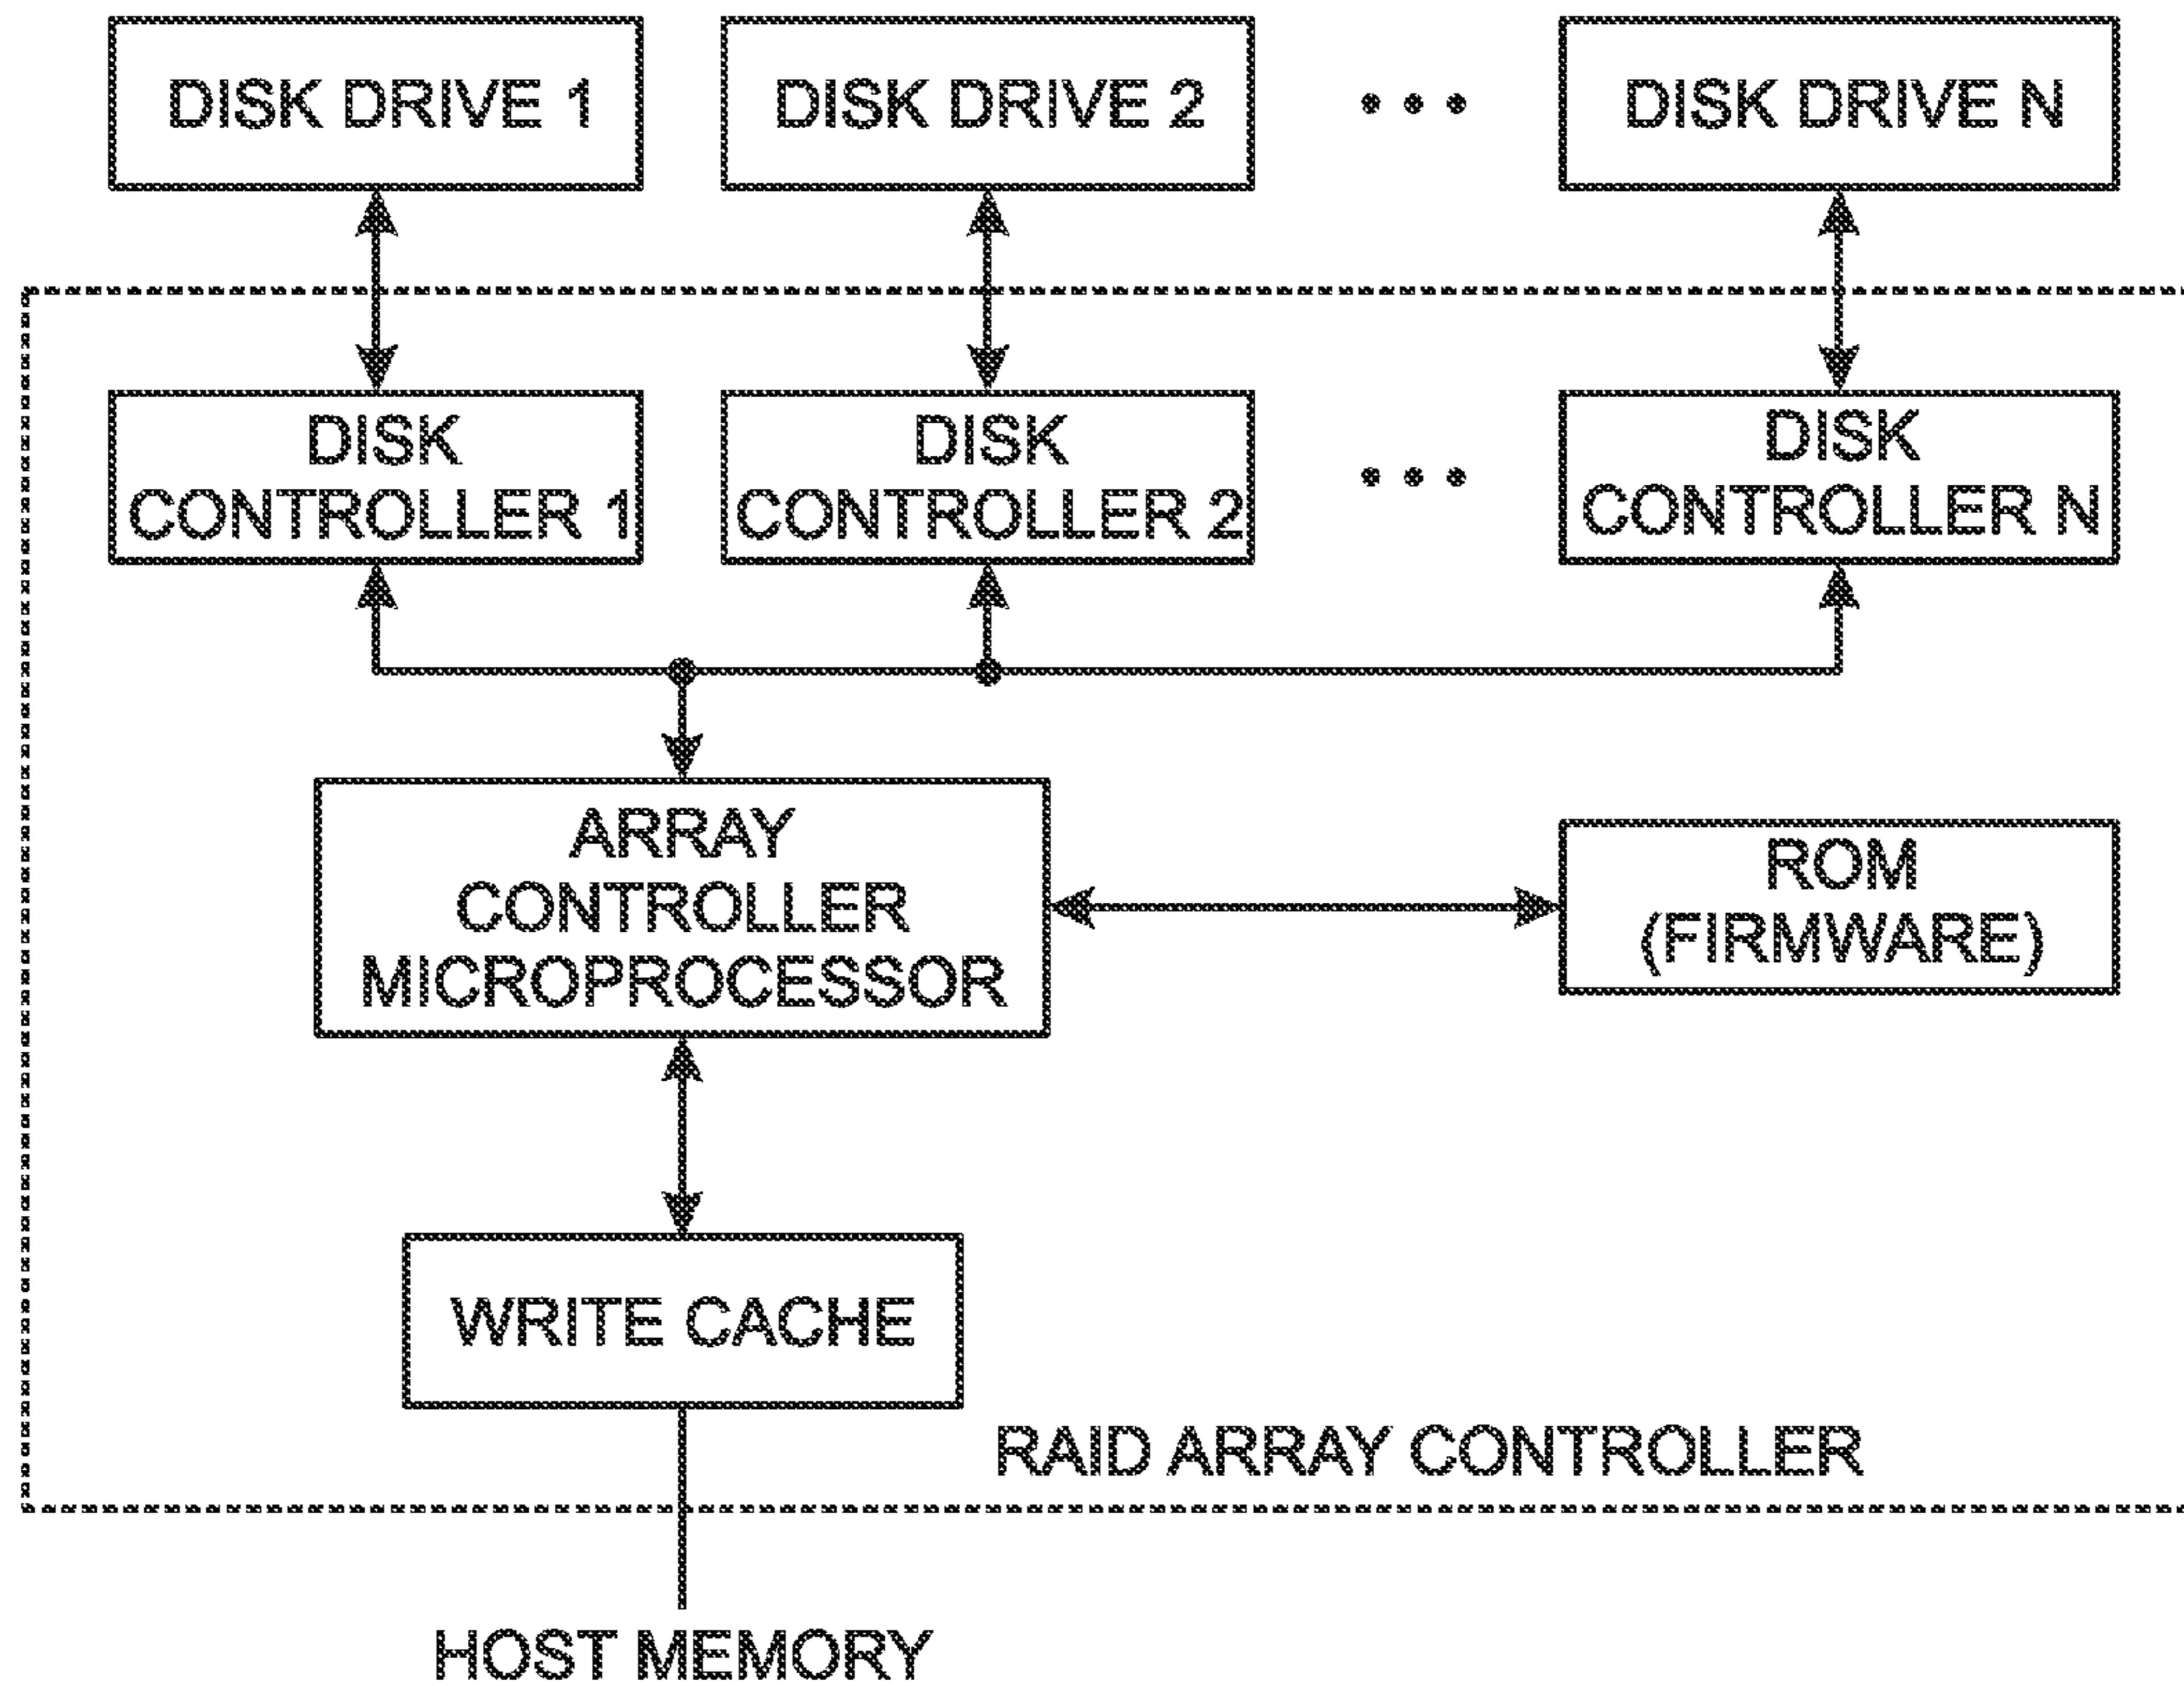 DISK DRIVE 1
DISK DRIVE 2
DISK DRIVE N
DISK
CONTROLLER 1
DISK
CONTROLLER 2
DISK
CONTROLLER N
ARRAY
CONTROLLER
MICROPROCESSOR
ROM
(FIRMWARE)
WRITE CACHE
RAID ARRAY CONTROLLER
HOST MEMORY